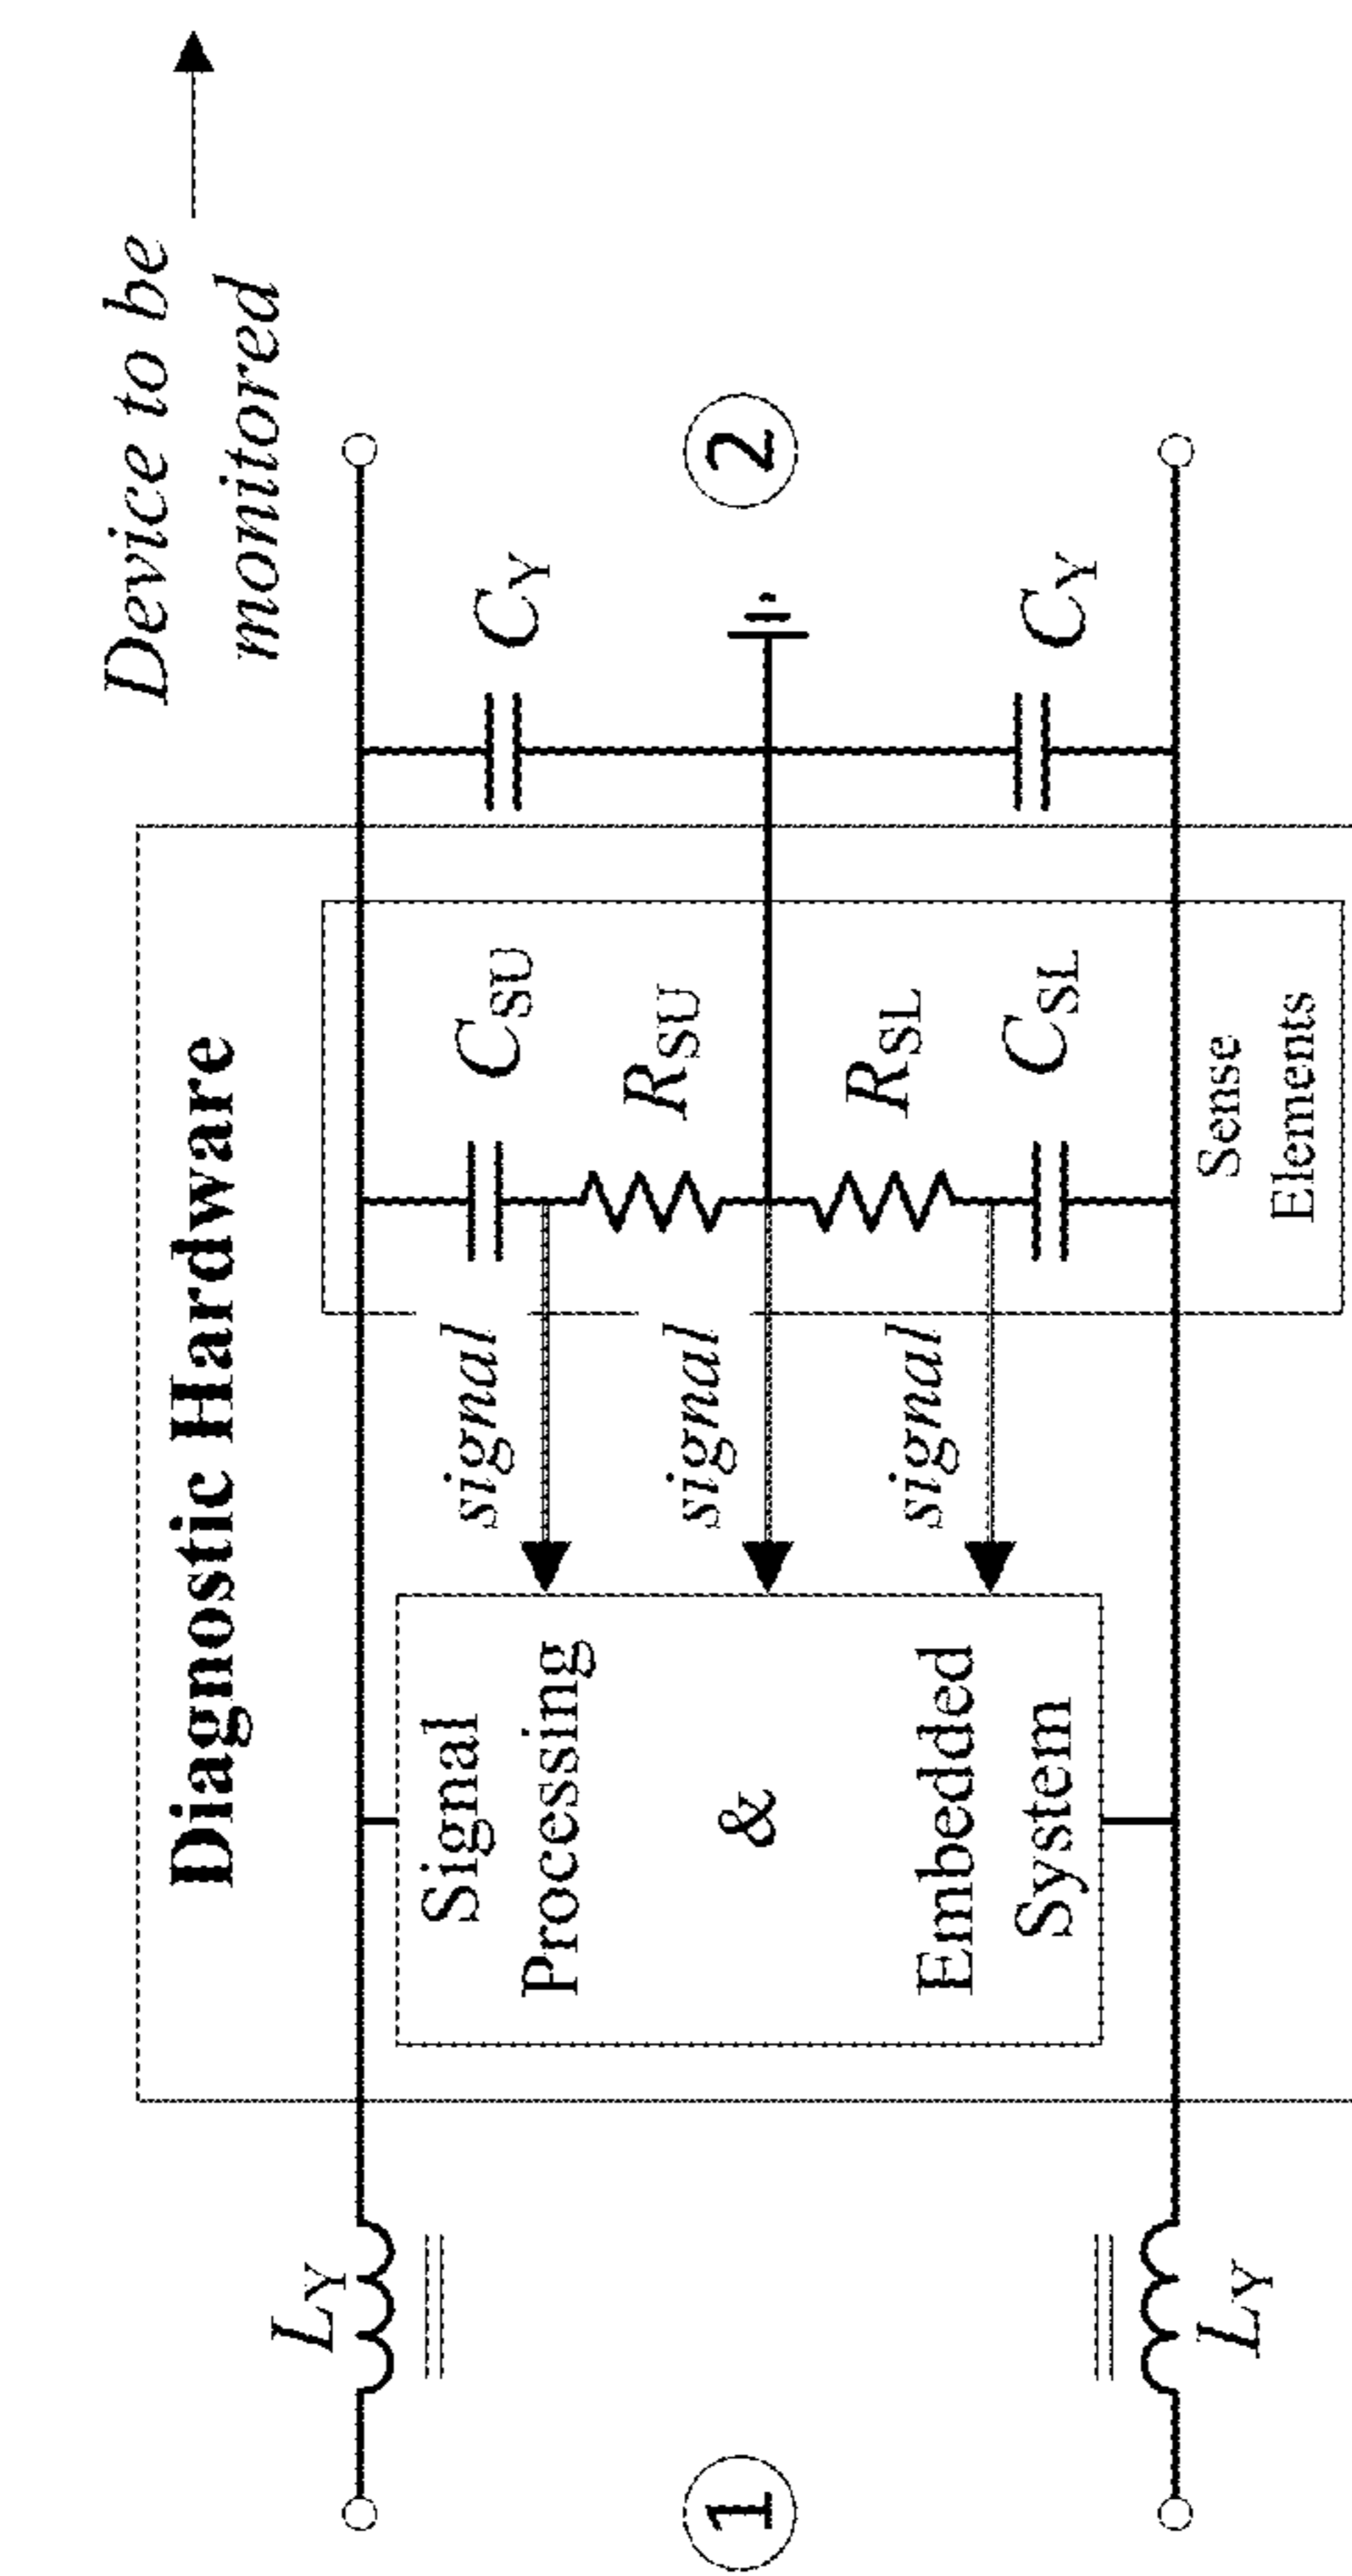 Device to be
monitored
Diagnostic Hardware
L_Y
C_SU
C_Y
signal
R_SU
Signal
Processing
&
Embedded
System
signal
1
2
signal
R_SL
C_SL
C_Y
Sense
Elements
L_Y